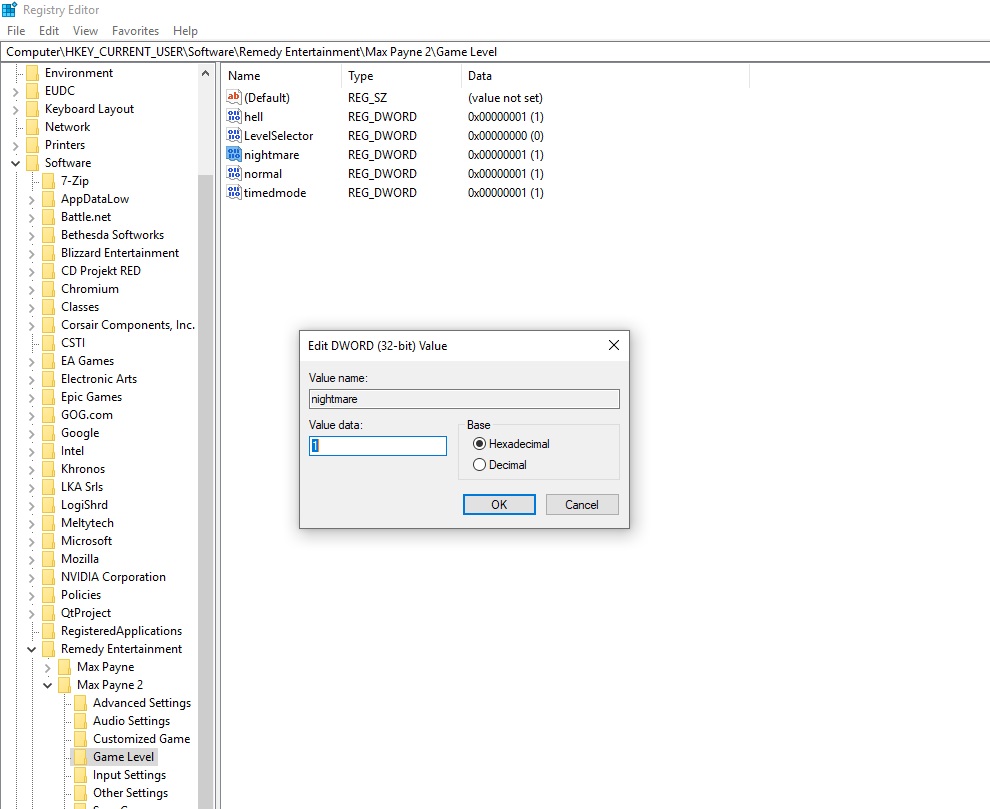 Registry Editor
File Edit View Favorites Help
Computer\HKEY_CURRENT_USER\Software\Remedy Entertainment\Max Payne 2\Game Level
Environment
EUDC
Keyboard Layout
Network
Printers
Software
7-Zip
AppDataLow
Battle.net
Bethesda Softworks
Blizzard Entertainment
CD Projekt RED
Chromium
Classes
Corsair Components, Inc.
CSTI
EA Games
Electronic Arts
Epic Games
GOG.com
Google
Intel
Khronos
LKA Srls
LogiShrd
Meltytech
Microsoft
Mozilla
NVIDIA Corporation
Policies
QtProject
RegisteredApplications
Remedy Entertainment
Max Payne
Max Payne 2
Advanced Settings
Audio Settings
Customized Game
Game Level
Input Settings
Other Settings
Name Type Data
(Default) REG_SZ (value not set)
hell REG_DWORD 0x00000001 (1)
LevelSelector REG_DWORD 0x00000000 (0)
nightmare REG_DWORD 0x00000001 (1)
normal REG_DWORD 0x00000001 (1)
timedmode REG_DWORD 0x00000001 (1)
Edit DWORD (32-bit) Value
Value name:
nightmare
Value data:
1
Base
Hexadecimal
Decimal
OK Cancel